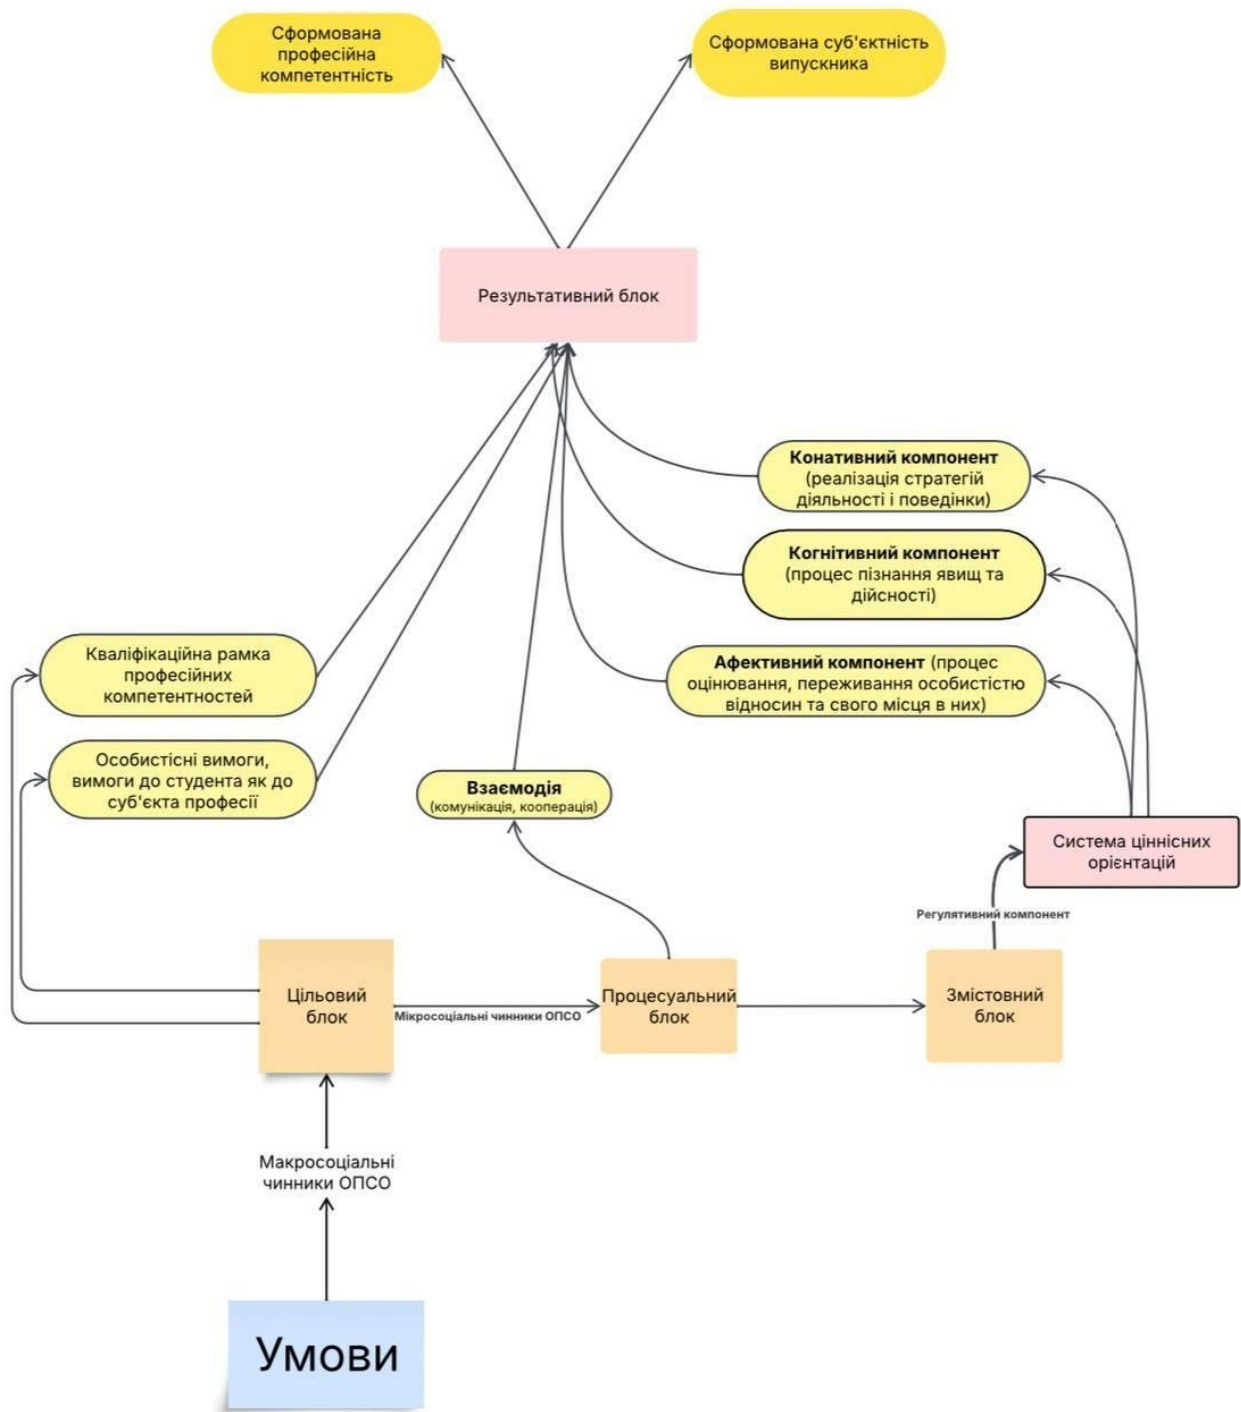 Сформована
професійна
компетентність
Сформована суб'єктність
випускника
Результативний блок
Конативний компонент
(реалізація стратегій
діяльності і поведінки)
Когнітивний компонент
(процес пізнання явищ та
дійсності)
Кваліфікаційна рамка
професійних
компетентностей
Афективний компонент (процес
оцінювання, переживання особистістю
відносин та свого місця в них)
Особистісні вимоги,
вимоги до студента як до
суб'єкта професії
Взаємодія
(комунікація, кооперація)
Система ціннісних
орієнтацій
Регулятивний компонент
Цільовий
блок
Мікросоціальні чинники ОПСО
Процесуальний
блок
Змістовний
блок
Макросоціальні
чинники ОПСО
Умови